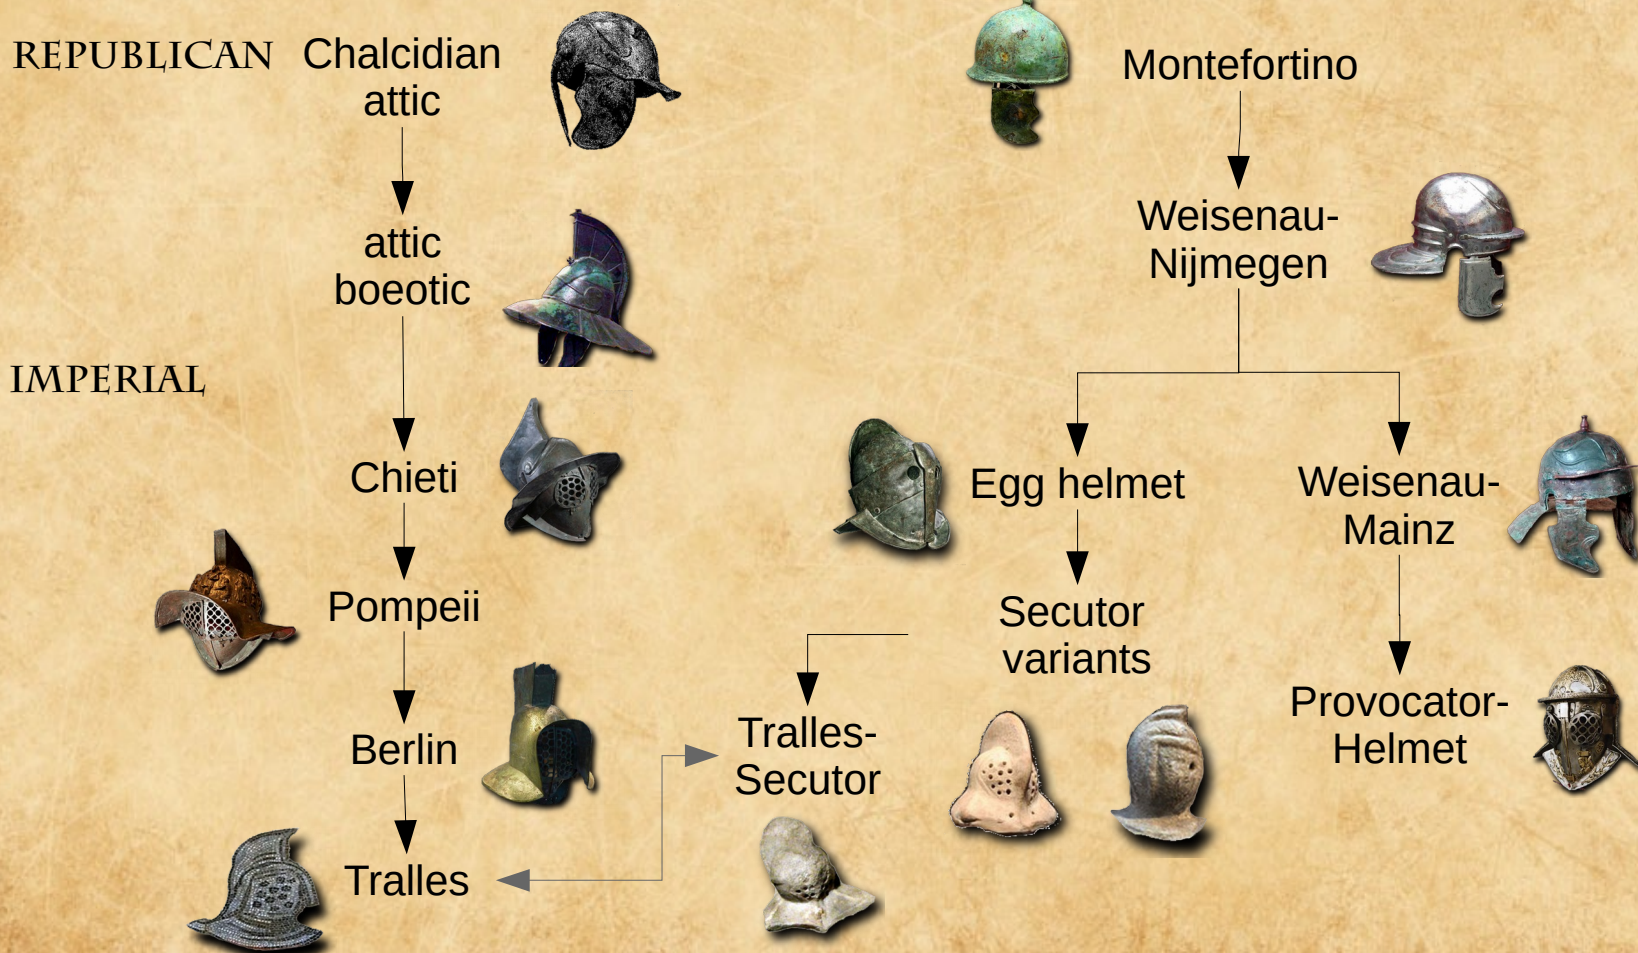 REPUBLICAN
Chalcidian
attic
Montefortino
attic
boeotic
Weisenau-
Nijmegen
IMPERIAL
Chieti
Egg helmet
Weisenau-
Mainz
Pompeii
Secutor
variants
Berlin
Tralles-
Secutor
Provocator-
Helmet
Tralles